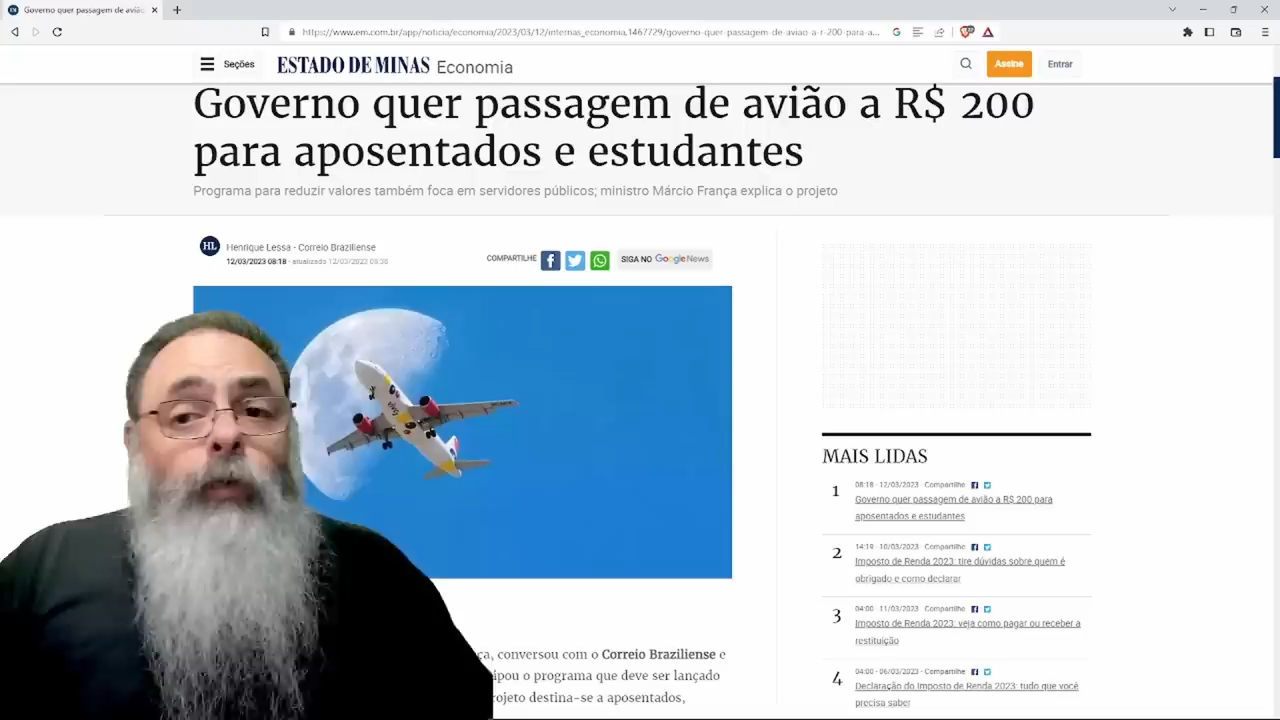 Governo quer passagem de aviã
https://www.em.com.br/app/noticia/economia/2023/03/12/internas_economia,1467729/governo-quer-passagem-de-aviao-a-r-200-para-a...
Seções
ESTADO DE MINAS Economia
Assine
Entrar
Governo quer passagem de avião a R$ 200
para aposentados e estudantes
Programa para reduzir valores também foca em servidores públicos; ministro Márcio França explica o projeto
HL
Henrique Lessa - Correio Braziliense
12/03/2023 08:18 - atualizado 12/03/2023 08:38
COMPARTILHE
SIGA NO Google News
ça, conversou com o Correio Braziliense e
ipou o programa que deve ser lançado
rojeto destina-se a aposentados,
MAIS LIDAS
1
08:18 - 12/03/2023 - Compartilhe
Governo quer passagem de avião a R$ 200 para
aposentados e estudantes
2
14:19 - 10/03/2023 - Compartilhe
Imposto de Renda 2023: tire dúvidas sobre quem é
obrigado e como declarar
3
04:00 - 11/03/2023 - Compartilhe
Imposto de Renda 2023: veja como pagar ou receber a
restituição
4
04:00 - 06/03/2023 - Compartilhe
Declaração do Imposto de Renda 2023: tudo que você
precisa saber